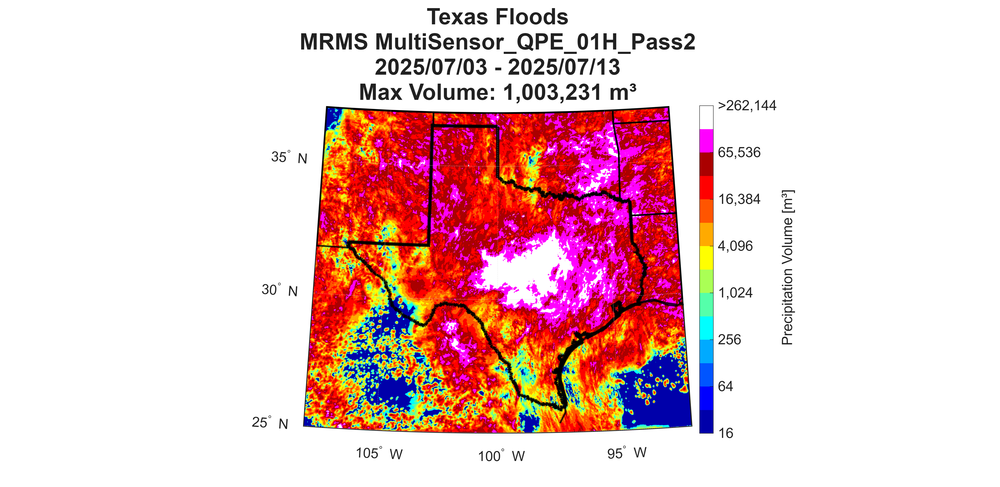 Texas Floods
MRMS MultiSensor_QPE_01H_Pass2
2025/07/03 - 2025/07/13
Max Volume: 1,003,231 m³
>262,144
65,536
16,384
4,096
1,024
256
64
16
Precipitation Volume [m³]
35° N
30° N
25° N
105° W
100° W
95° W